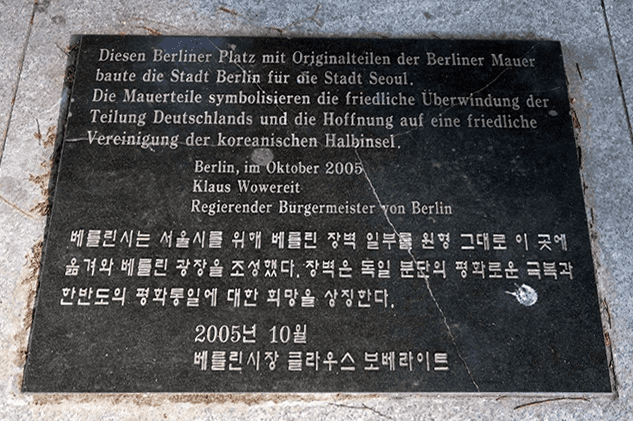 Diesen Berliner Platz mit Originalteilen der Berliner Mauer
baute die Stadt Berlin für die Stadt Seoul.
Die Mauerteile symbolisieren die friedliche Überwindung der
Teilung Deutschlands und die Hoffnung auf eine friedliche
Vereinigung der koreanischen Halbinsel.
Berlin, im Oktober 2005
Klaus Wowereit
Regierender Bürgermeister von Berlin
베를린시는 서울시를 위해 베를린 장벽 일부를 원형 그대로 이 곳에
옮겨와 베를린 광장을 조성했다. 장벽은 독일 분단의 평화로운 극복과
한반도의 평화통일에 대한 희망을 상징한다.
2005년 10월
베를린시장 클라우스 보베라이트